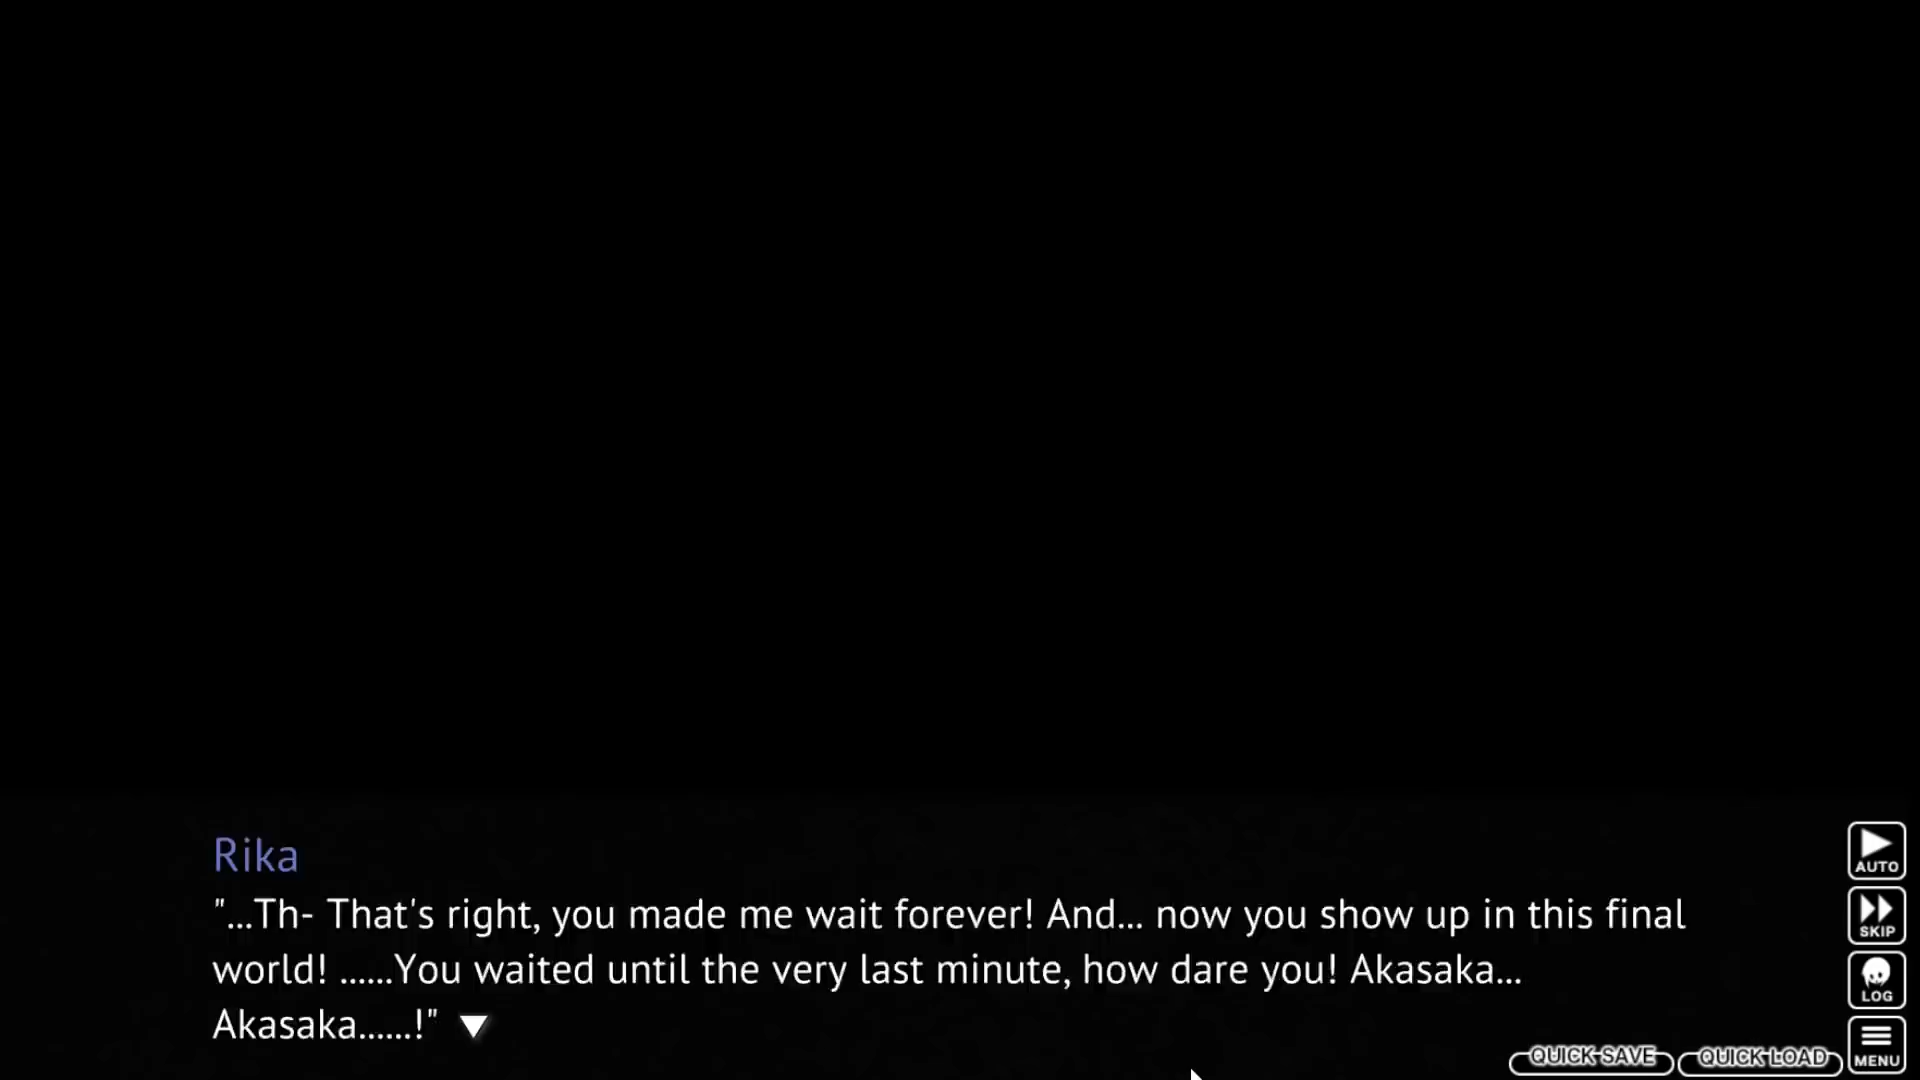 Rika
"...Th- That's right, you made me wait forever! And... now you show up in this final
world! ......You waited until the very last minute, how dare you! Akasaka...
Akasaka......!"
AUTO
SKIP
LOG
MENU
QUICK SAVE
QUICK LOAD